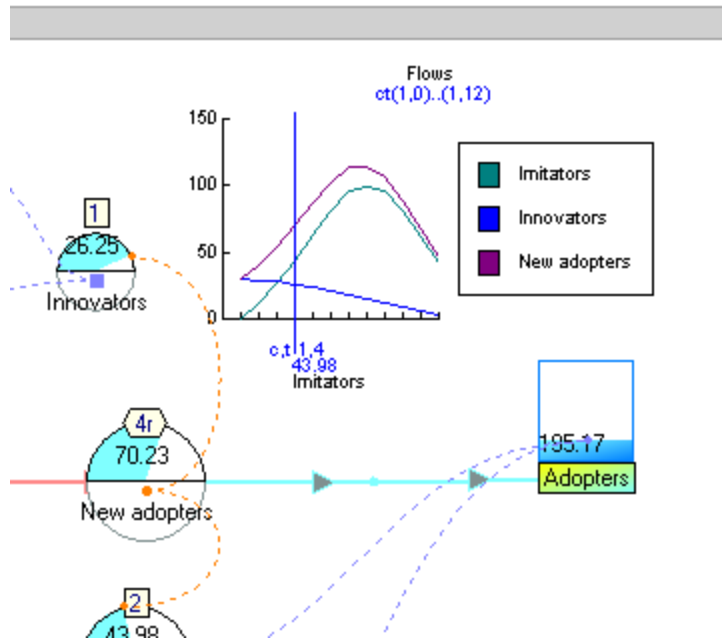 Flows
ct(1,0)..(1,12)
150
100
50
0
Imitators
Innovators
New adopters
c,t 1,4
43.98
Imitators
1
26.25
Innovators
4r
70.23
New adopters
195.17
Adopters
2
43.98